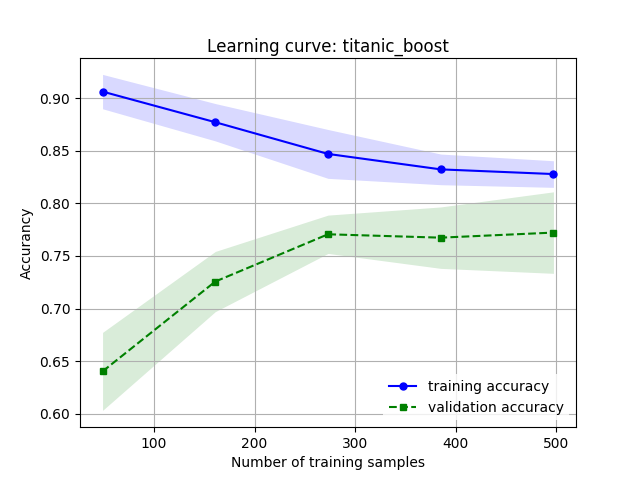 Learning curve: titanic_boost
Accurancy
0.90
0.85
0.80
0.75
0.70
0.65
0.60
training accuracy
validation accuracy
100 200 300 400 500
Number of training samples